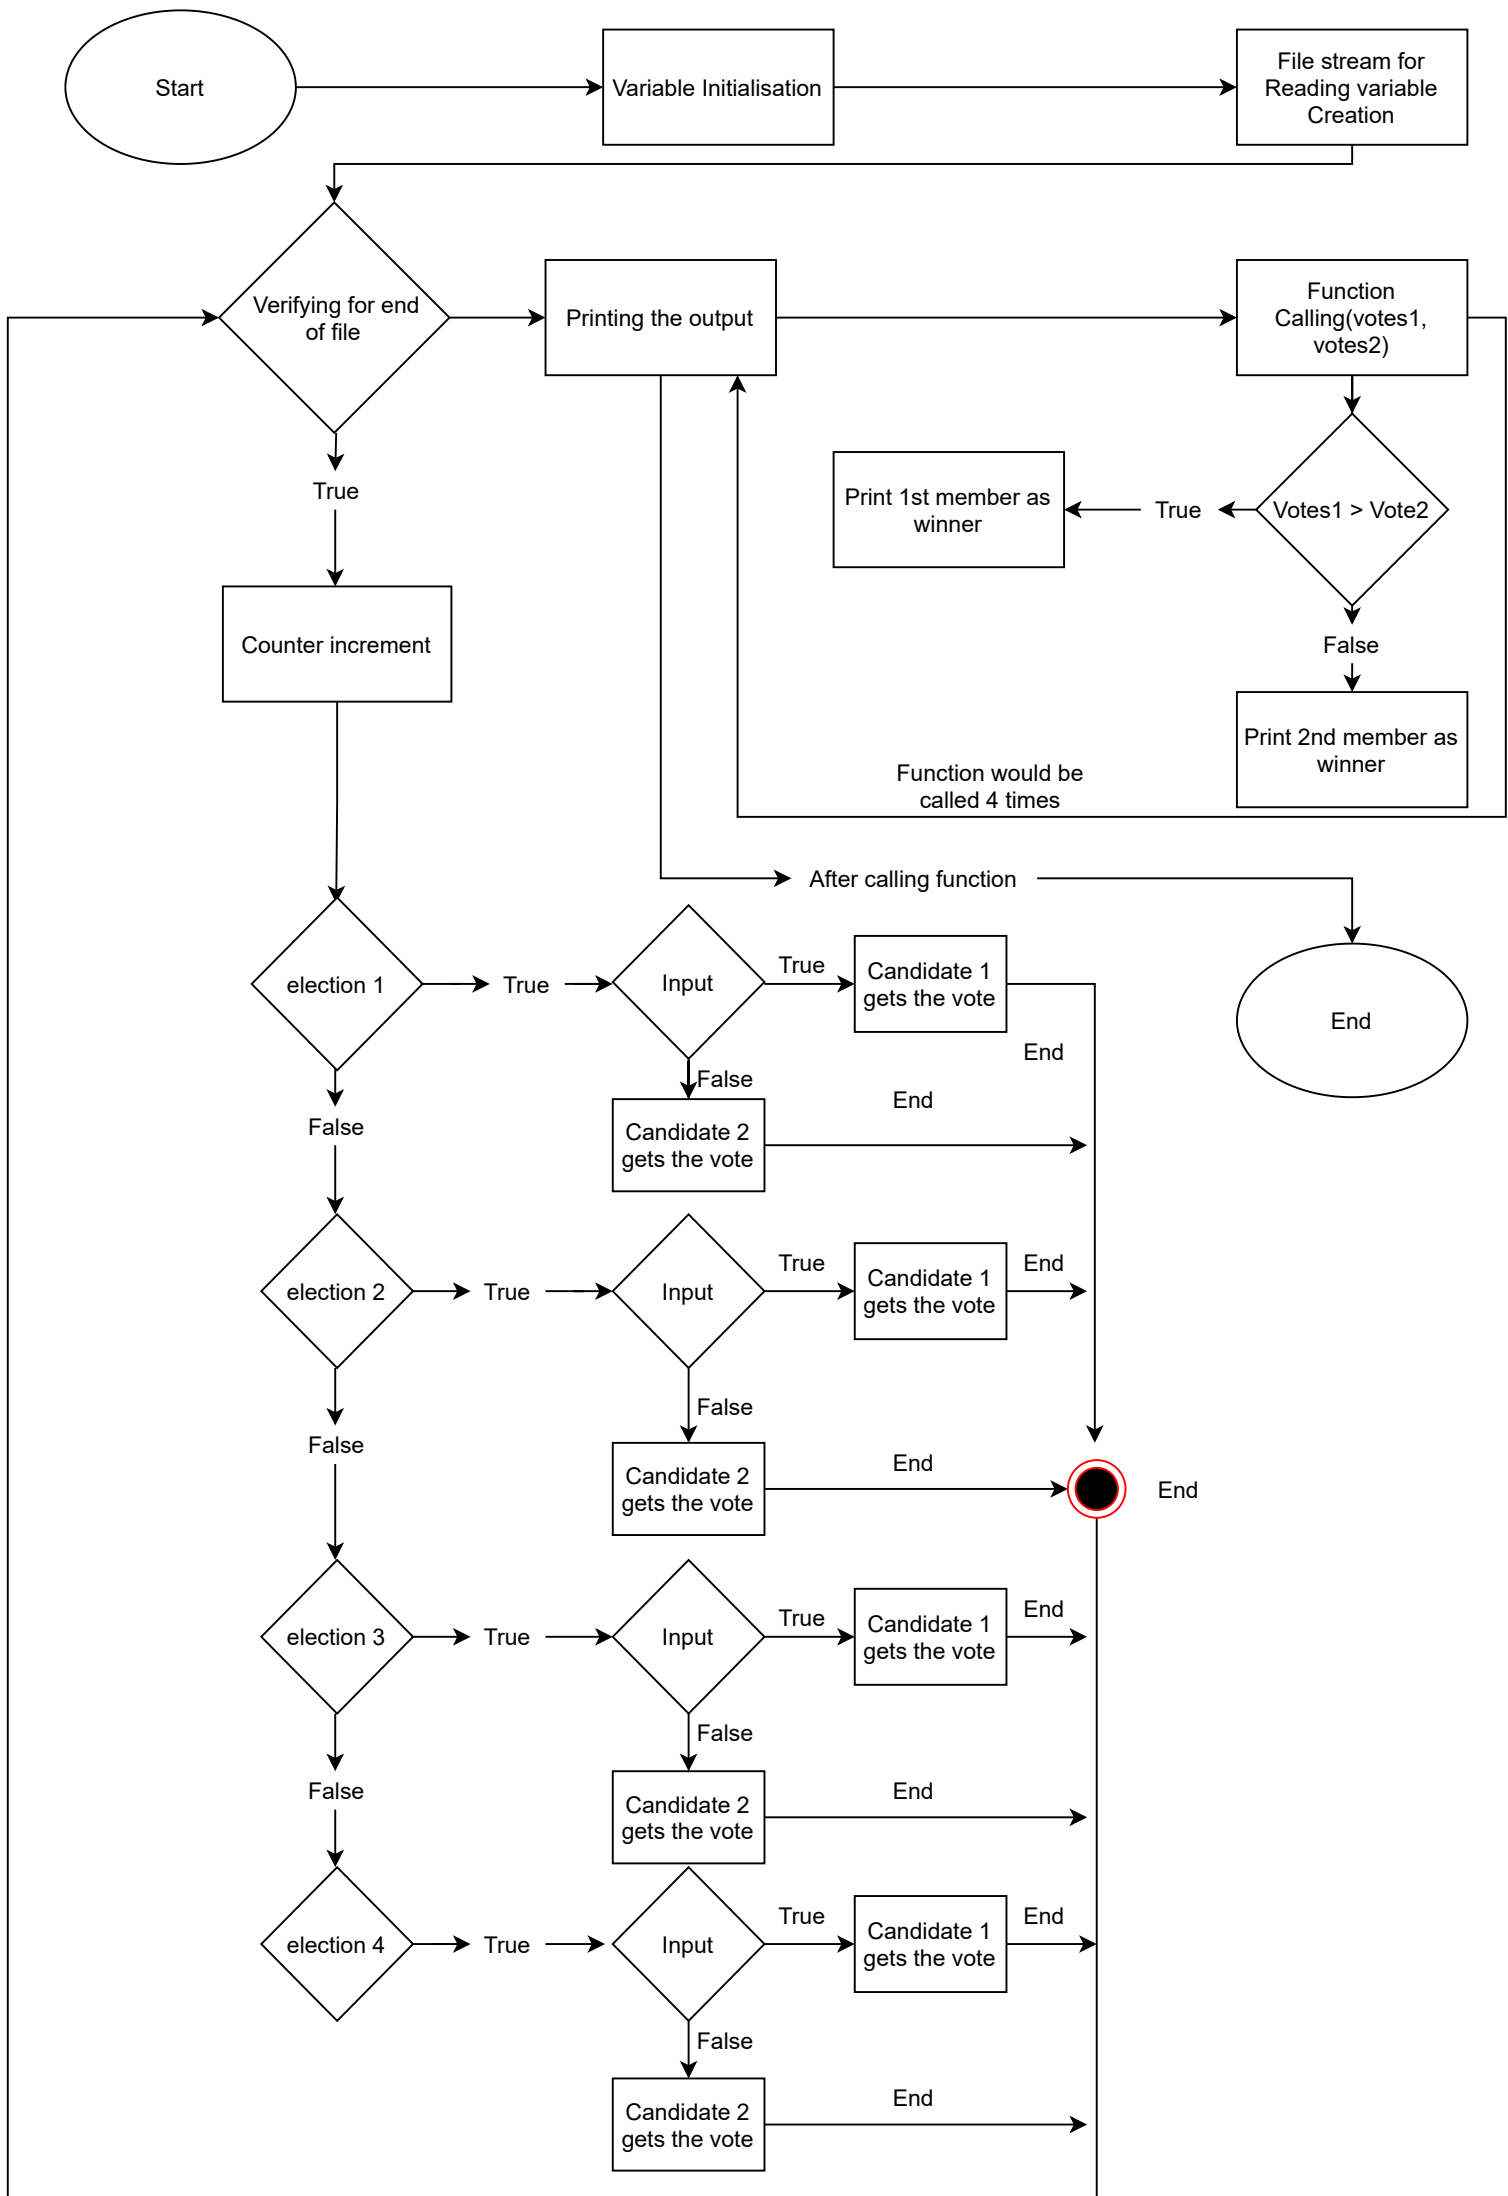 Start
Variable Initialisation
File stream for
Reading variable
Creation
Verifying for end
of file
Printing the output
Function
Calling(votes1,
votes2)
True
Print 1st member as
winner
True
Votes1 > Vote2
False
Counter increment
Print 2nd member as
winner
Function would be
called 4 times
After calling function
End
election 1
True
Input
True
Candidate 1
gets the vote
End
False
End
False
Candidate 2
gets the vote
election 2
True
Input
True
Candidate 1
gets the vote
End
False
False
Candidate 2
gets the vote
End
End
election 3
True
Input
True
Candidate 1
gets the vote
End
False
False
Candidate 2
gets the vote
End
election 4
True
Input
True
Candidate 1
gets the vote
End
False
Candidate 2
gets the vote
End